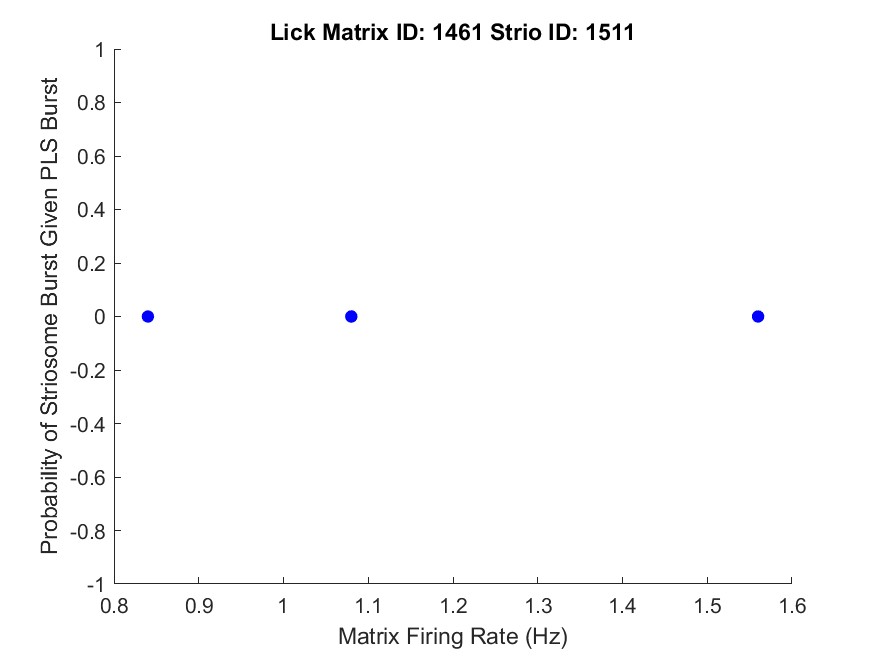 Lick Matrix ID: 1461 Strio ID: 1511
Probability of Striosome Burst Given PLS Burst
1
0.8
0.6
0.4
0.2
0
-0.2
-0.4
-0.6
-0.8
-1
0.8 0.9 1 1.1 1.2 1.3 1.4 1.5 1.6
Matrix Firing Rate (Hz)